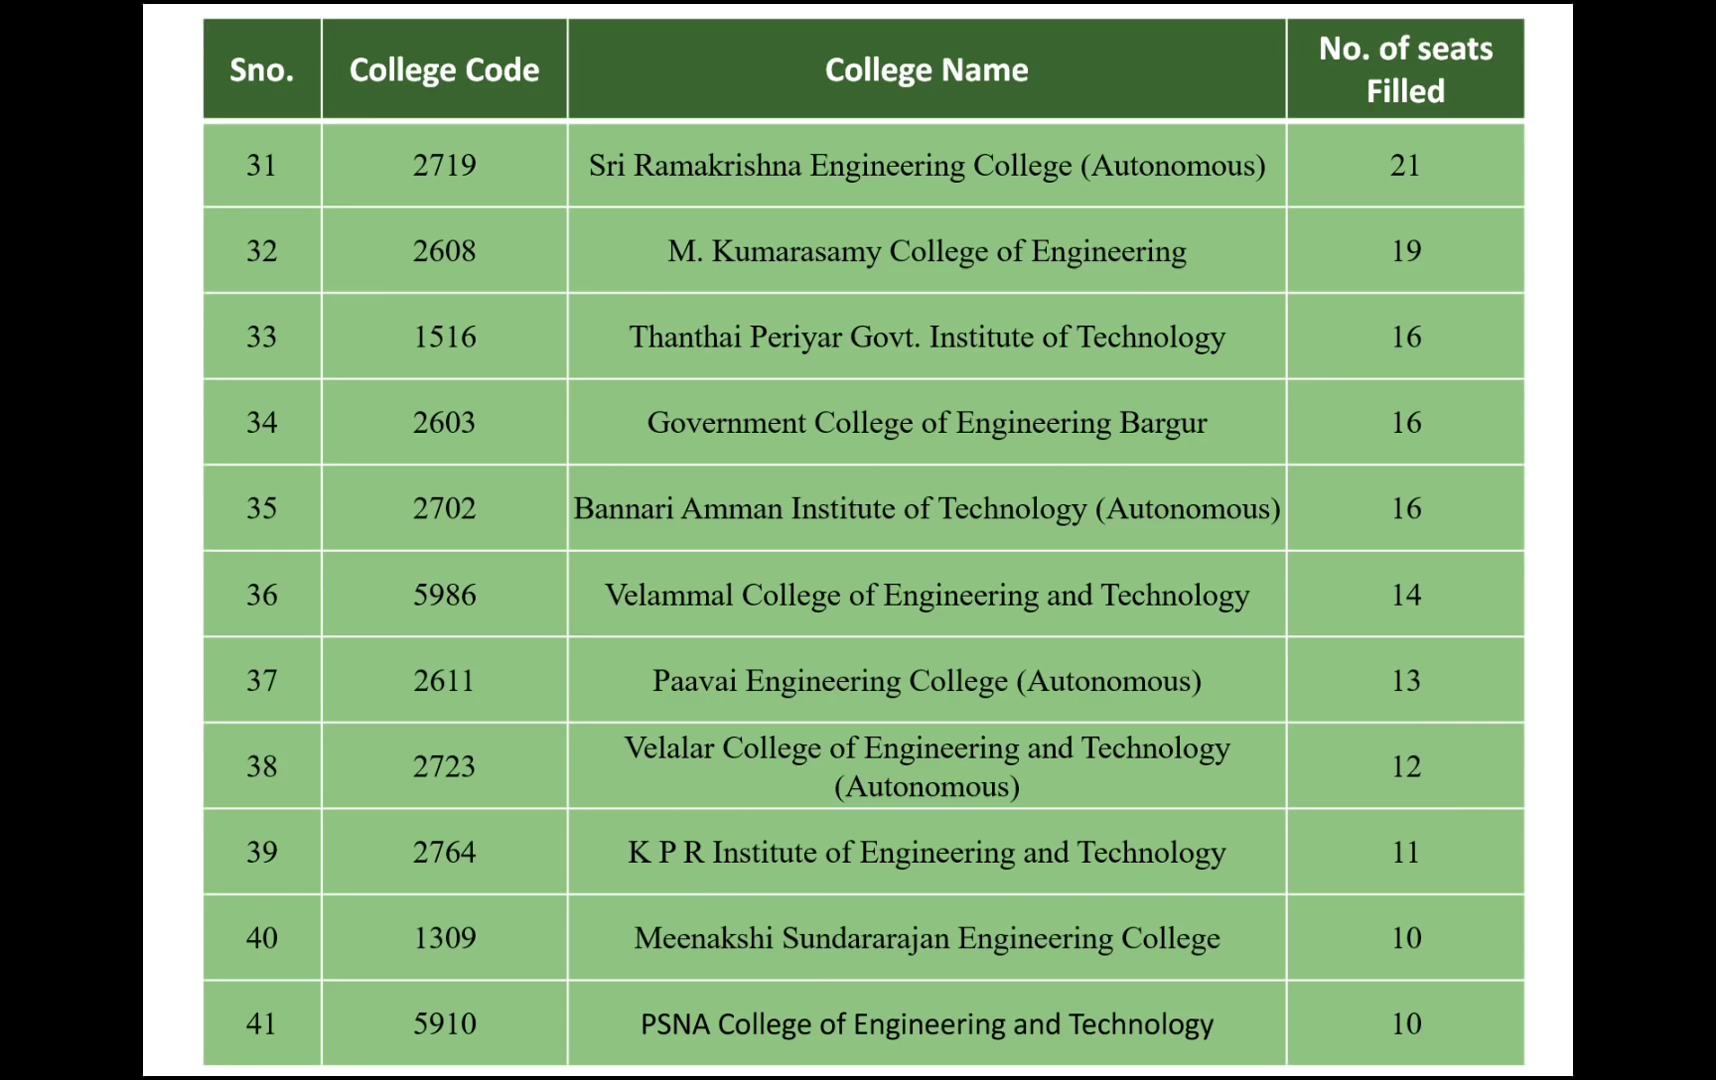 Sno. College Code College Name No. of seats Filled
31 2719 Sri Ramakrishna Engineering College (Autonomous) 21
32 2608 M. Kumarasamy College of Engineering 19
33 1516 Thanthai Periyar Govt. Institute of Technology 16
34 2603 Government College of Engineering Bargur 16
35 2702 Bannari Amman Institute of Technology (Autonomous) 16
36 5986 Velammal College of Engineering and Technology 14
37 2611 Paavai Engineering College (Autonomous) 13
38 2723 Velalar College of Engineering and Technology (Autonomous) 12
39 2764 K P R Institute of Engineering and Technology 11
40 1309 Meenakshi Sundararajan Engineering College 10
41 5910 PSNA College of Engineering and Technology 10